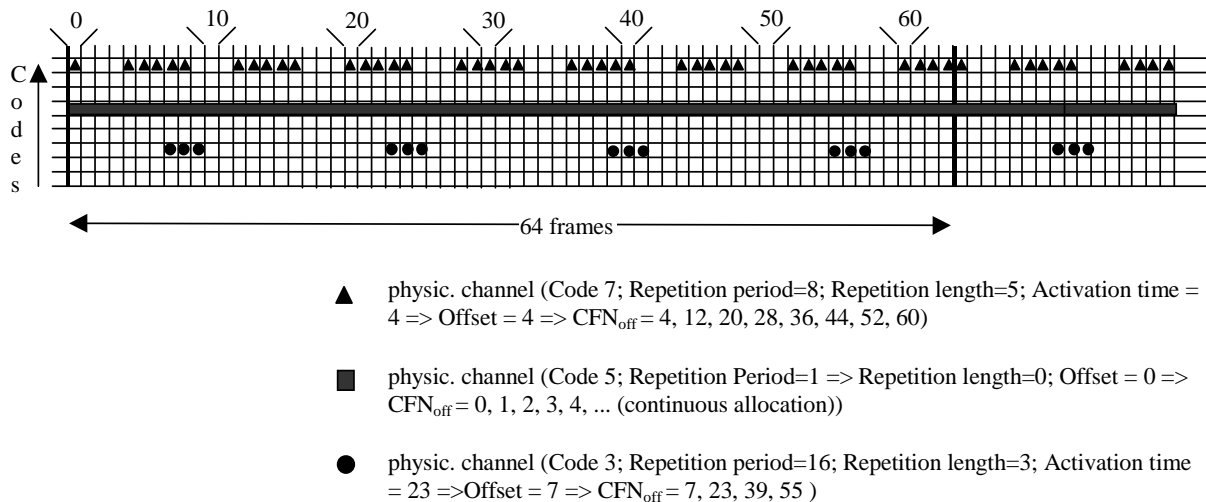 0 10 20 30 40 50 60
C
o
d
e
s
64 frames
physic. channel (Code 7; Repetition period=8; Repetition length=5; Activation time =
4 => Offset = 4 => CFNoff = 4, 12, 20, 28, 36, 44, 52, 60)
physic. channel (Code 5; Repetition Period=1 => Repetition length=0; Offset = 0 =>
CFNoff = 0, 1, 2, 3, 4, ... (continuous allocation))
physic. channel (Code 3; Repetition period=16; Repetition length=3; Activation time
= 23 =>Offset = 7 => CFNoff = 7, 23, 39, 55 )